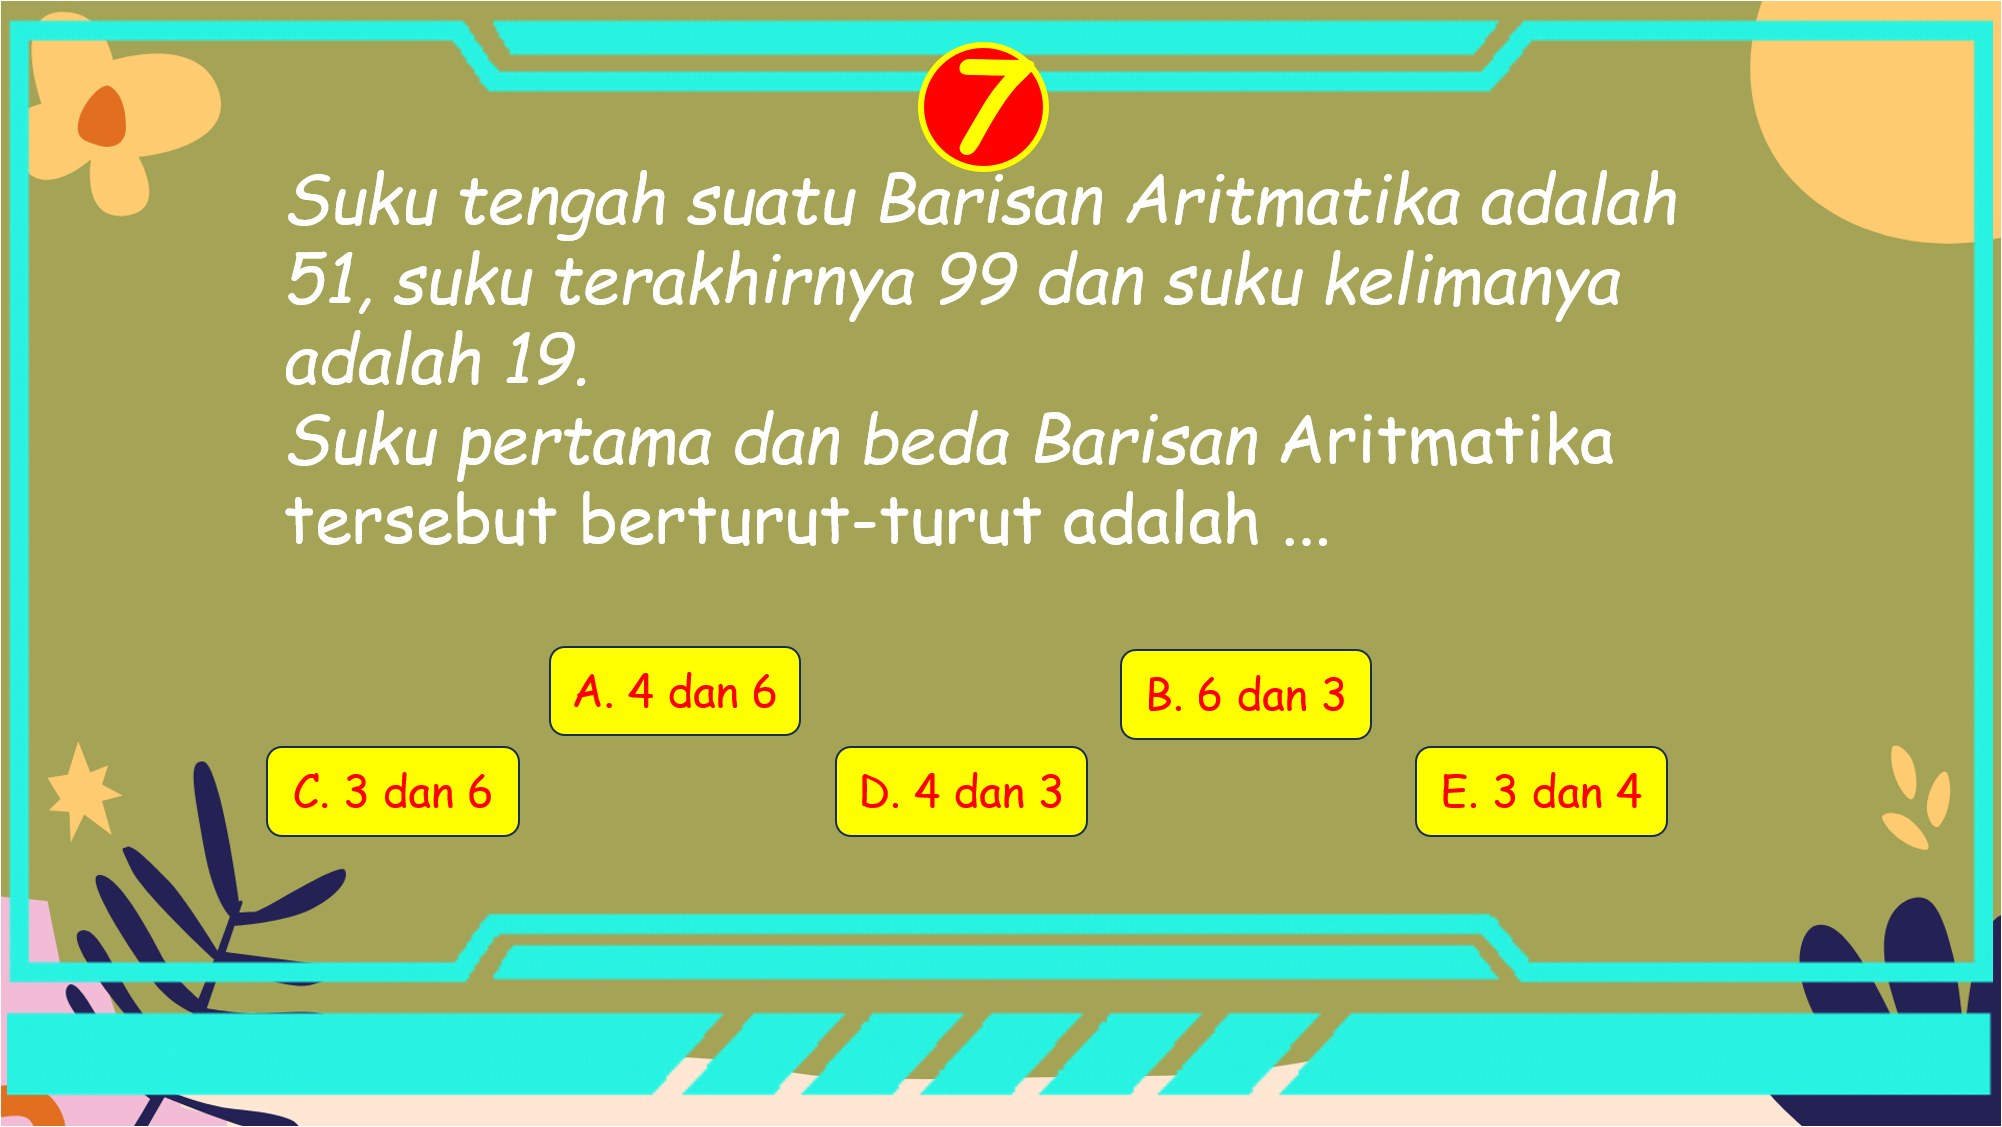 7
Suku tengah suatu Barisan Aritmatika adalah
51, suku terakhirnya 99 dan suku kelimanya
adalah 19.
Suku pertama dan beda Barisan Aritmatika
tersebut berturut-turut adalah ...
A. 4 dan 6
B. 6 dan 3
C. 3 dan 6
D. 4 dan 3
E. 3 dan 4